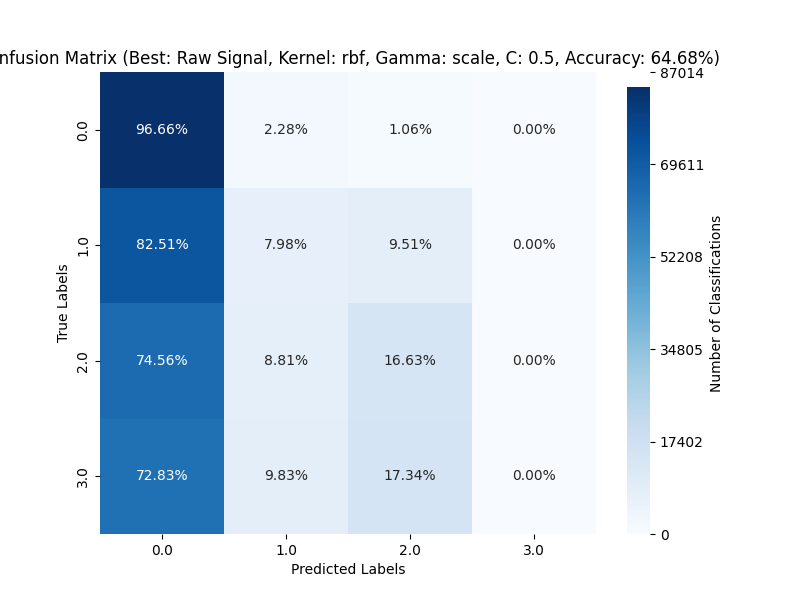 nfusion Matrix (Best: Raw Signal, Kernel: rbf, Gamma: scale, C: 0.5, Accuracy: 64.68%)
87014
0.0 96.66% 2.28% 1.06% 0.00%
69611
1.0 82.51% 7.98% 9.51% 0.00%
52208
True Labels
Number of Classifications
34805
2.0 74.56% 8.81% 16.63% 0.00%
17402
3.0 72.83% 9.83% 17.34% 0.00%
0
0.0 1.0 2.0 3.0
Predicted Labels